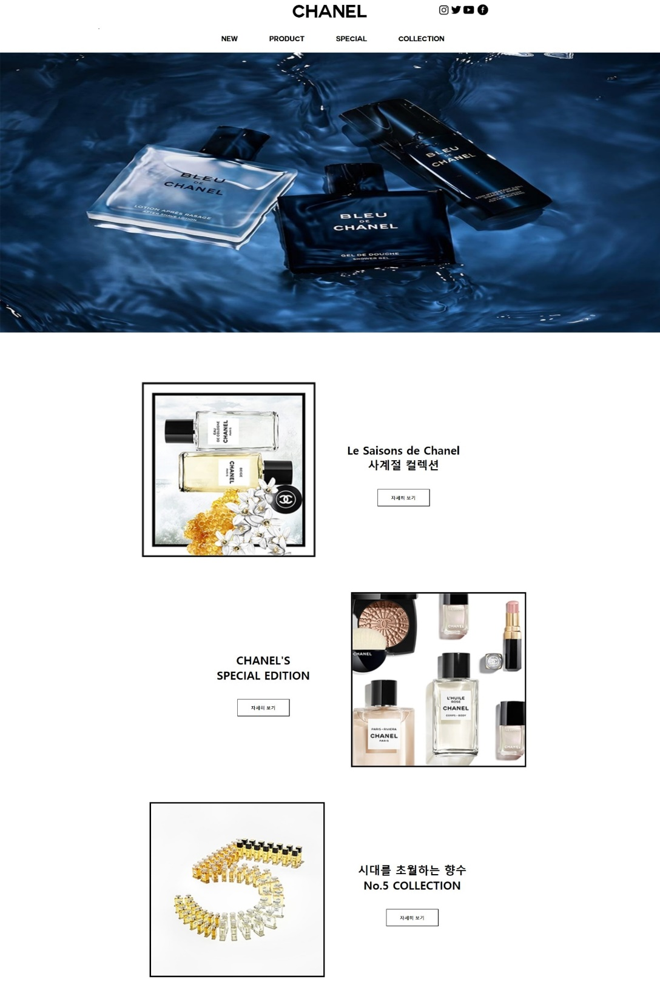 CHANEL
NEW PRODUCT SPECIAL COLLECTION
BLEU
DE
CHANEL
LOTION APRÈS RASAGE
AFTER SHAVE LOTION
BLEU
DE
CHANEL
GEL DE DOUCHE
SHOWER GEL
BLEU
DE
CHANEL
EAU
DE COLOGNE
CHANEL
PARIS
BEIGE
CHANEL
PARIS
Le Saisons de Chanel
사계절 컬렉션
자세히 보기
CHANEL'S
SPECIAL EDITION
자세히 보기
CHANEL
CHANEL
L'HUILE
ROSE
CHANEL
CORPS - BODY
PARIS - RIVIERA
CHANEL
PARIS
CHANEL
시대를 초월하는 향수
No.5 COLLECTION
자세히 보기